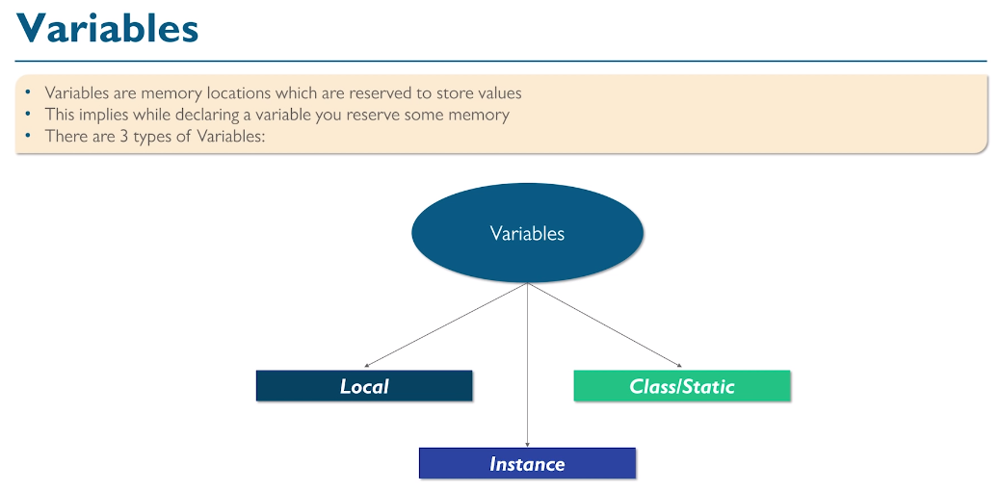 Variables
• Variables are memory locations which are reserved to store values
• This implies while declaring a variable you reserve some memory
• There are 3 types of Variables:
Variables
Local
Class/Static
Instance